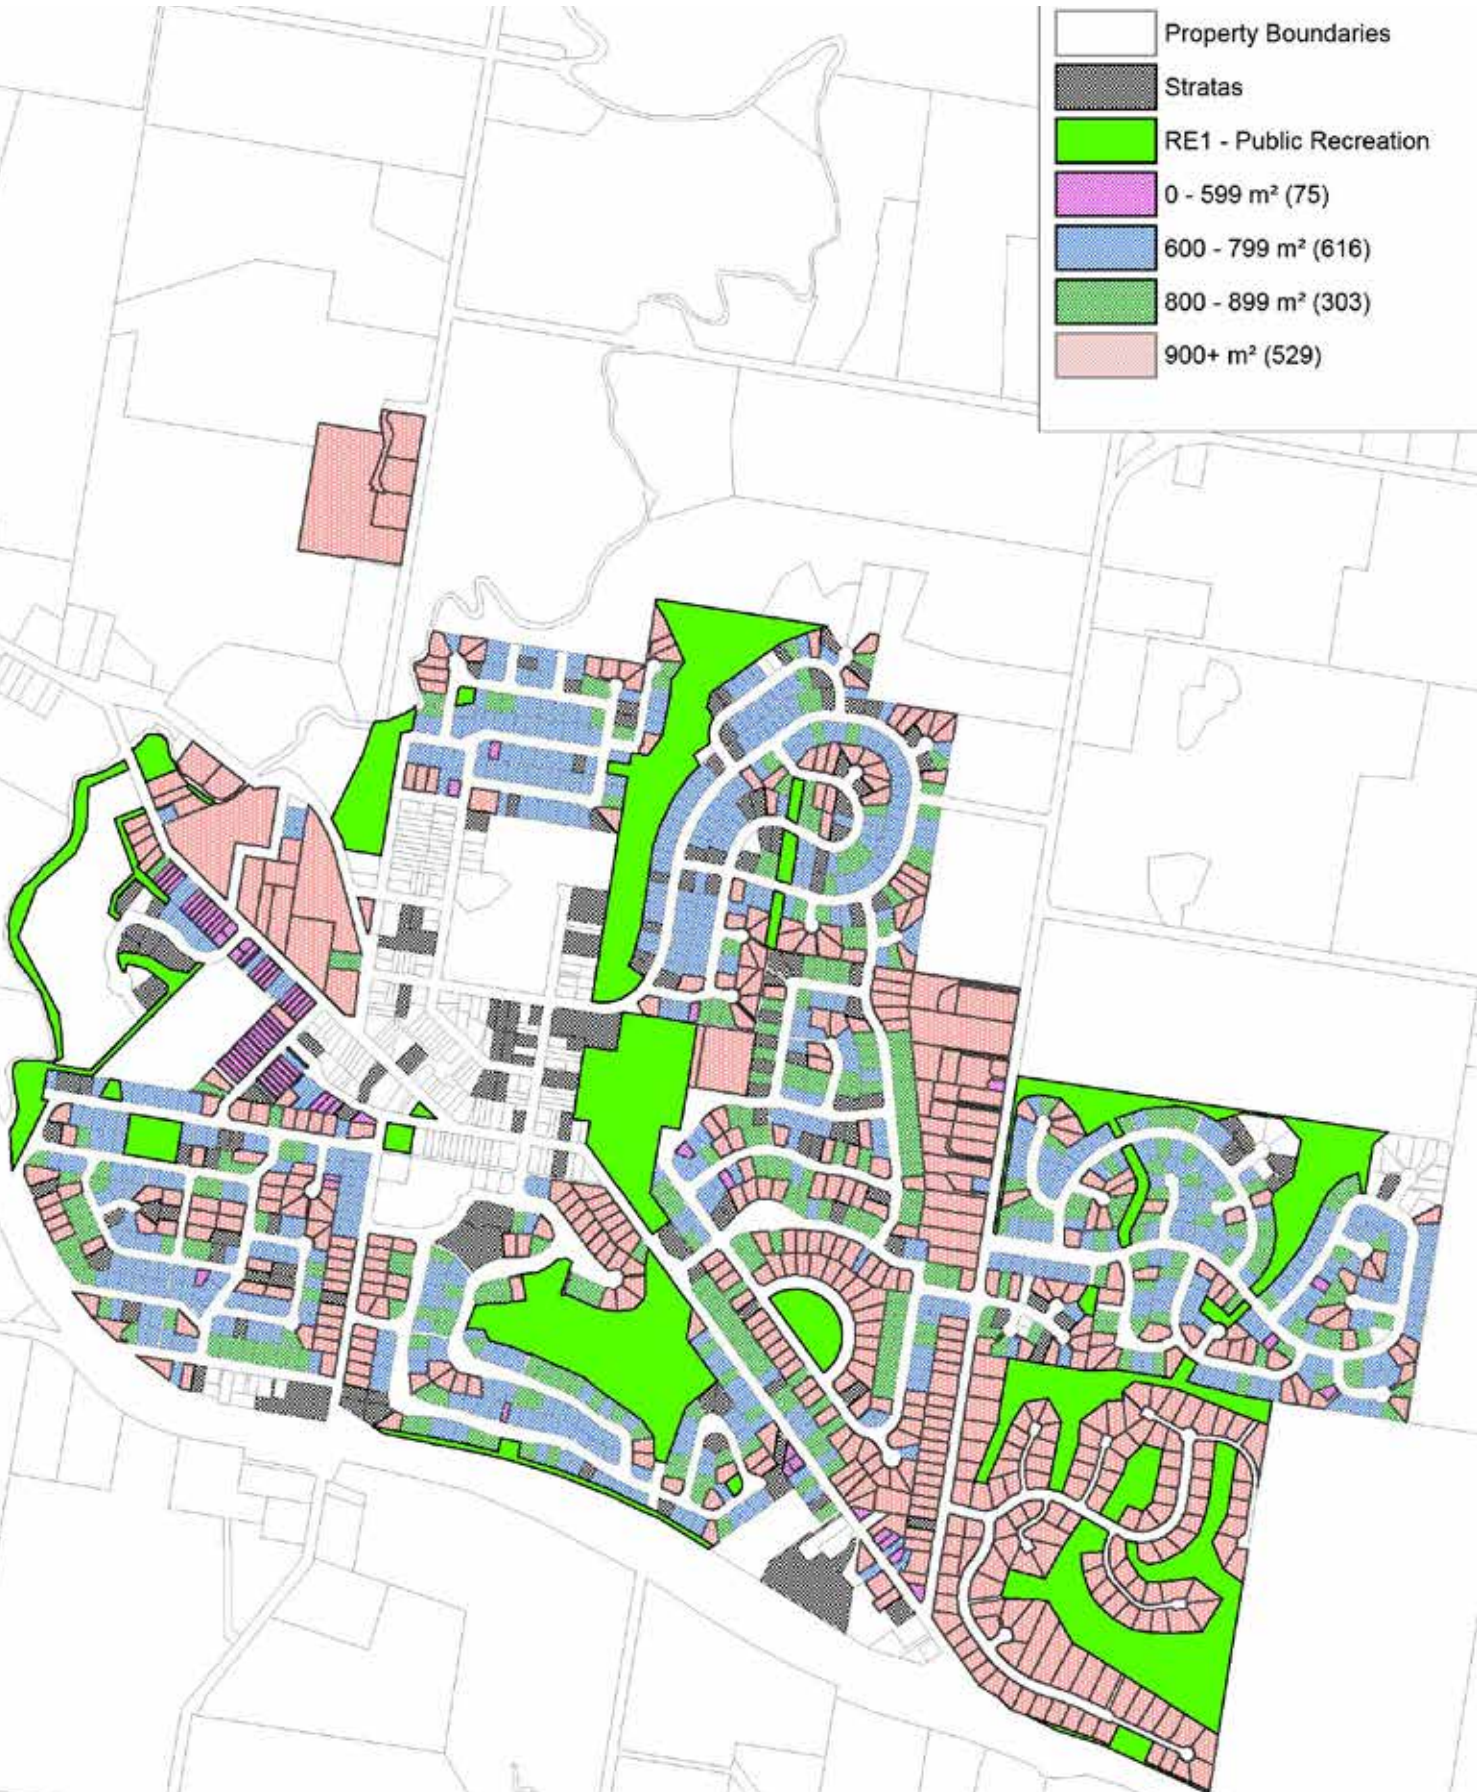 Property Boundaries
Stratas
RE1 - Public Recreation
0 - 599 m² (75)
600 - 799 m² (616)
800 - 899 m² (303)
900+ m² (529)